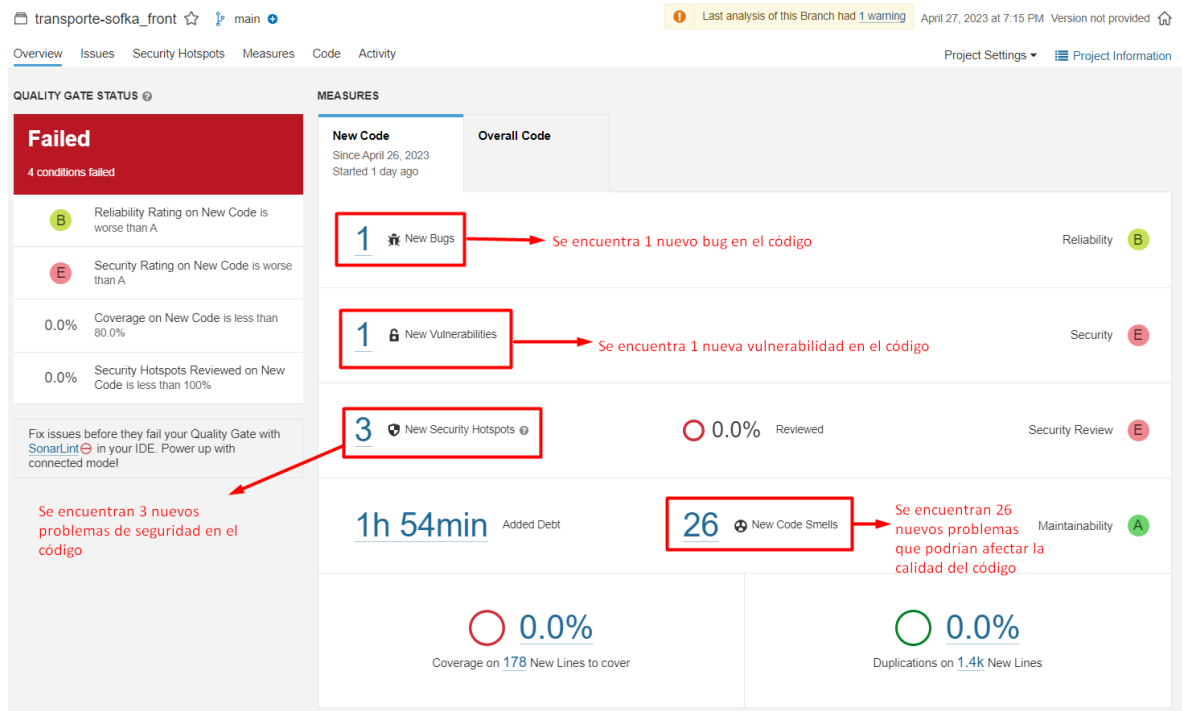 transporte-sofka_front main
Last analysis of this Branch had 1 warning April 27, 2023 at 7:15 PM Version not provided
Overview Issues Security Hotspots Measures Code Activity
Project Settings Project Information
QUALITY GATE STATUS
Failed
4 conditions failed
B Reliability Rating on New Code is
worse than A
E Security Rating on New Code is worse
than A
0.0% Coverage on New Code is less than
80.0%
0.0% Security Hotspots Reviewed on New
Code is less than 100%
Fix issues before they fail your Quality Gate with
SonarLint in your IDE. Power up with
connected mode!
Se encuentran 3 nuevos
problemas de seguridad en el
código
MEASURES
New Code
Since April 26, 2023
Started 1 day ago
Overall Code
1 New Bugs
Se encuentra 1 nuevo bug en el código
Reliability B
1 New Vulnerabilities
Se encuentra 1 nueva vulnerabilidad en el código
Security E
3 New Security Hotspots
0.0% Reviewed
Security Review E
1h 54min Added Debt
26 New Code Smells
Se encuentran 26
nuevos problemas
que podrían afectar la
calidad del código
Maintainability A
0.0%
Coverage on 178 New Lines to cover
0.0%
Duplications on 1.4k New Lines